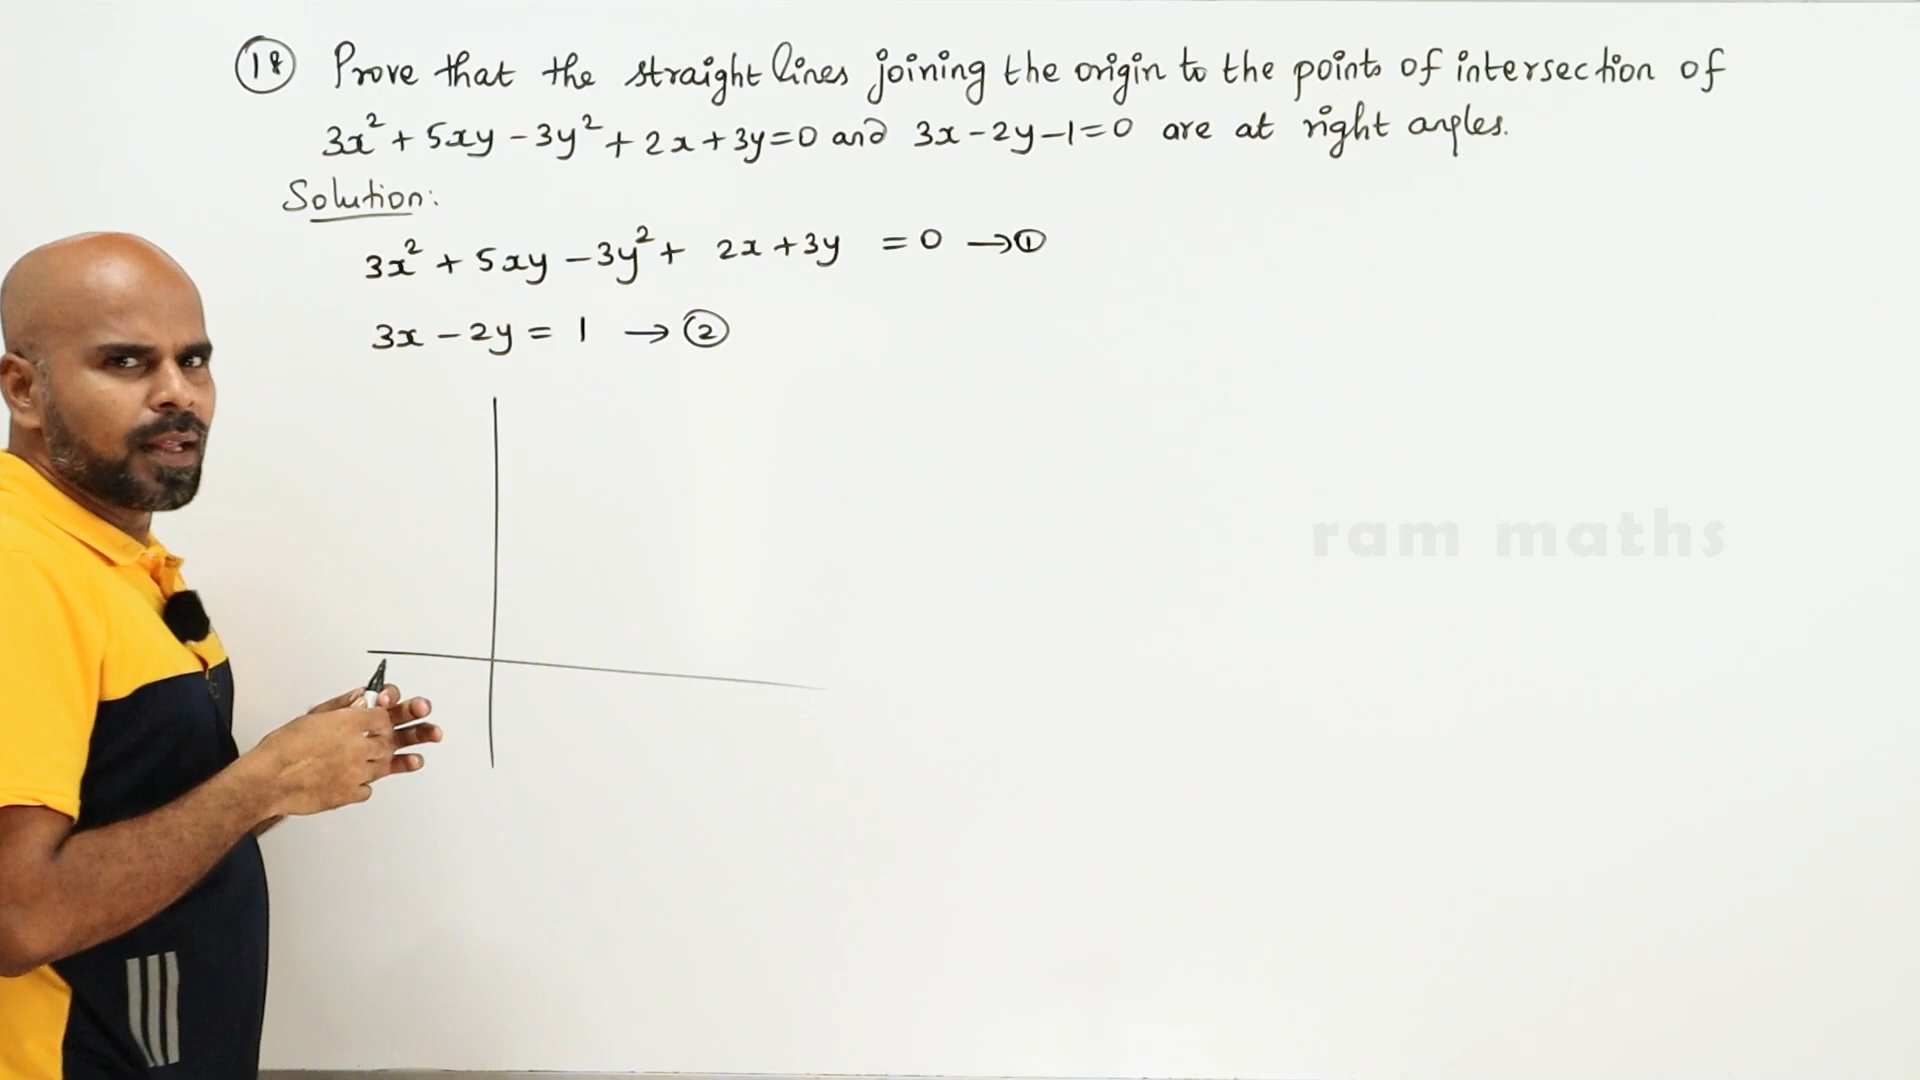 (18) Prove that the straight lines joining the origin to the points of intersection of
3x² + 5xy - 3y² + 2x + 3y = 0 and 3x - 2y - 1 = 0 are at right angles.
Solution:
3x² + 5xy - 3y² + 2x + 3y = 0 → ①
3x - 2y = 1 → ②
ram maths